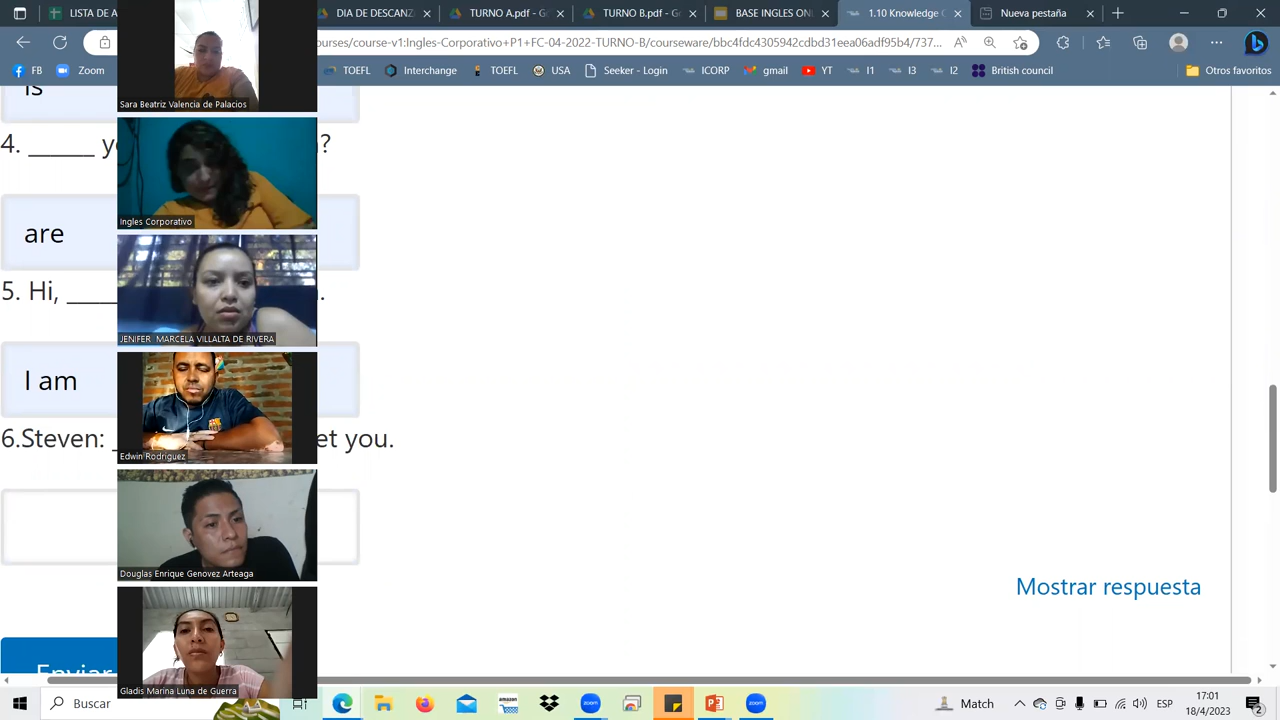 LISTA DE
DIA DE DESCANZ
TURNO A.pdf - G
TURNO B.pdf - G
BASE INGLES ON
1.10 Knowledge
Nueva pestaña
ourses/course-v1:Ingles-Corporativo+P1+FC-04-2022-TURNO-B/courseware/bbc4fdc4305942cdbd31eea06adf95b4/737...
FB
Zoom
TOEFL
Interchange
TOEFL
USA
Seeker - Login
ICORP
gmail
YT
I1
I3
I2
British council
Otros favoritos
is
4. ______ y
?
are
5. Hi, ____
I am
6.Steven:
et you.
Mostrar respuesta
Enviar
Sara Beatriz Valencia de Palacios
Ingles Corporativo
JENIFER MARCELA VILLALTA DE RIVERA
Edwin Rodriguez
Douglas Enrique Genovez Arteaga
Gladis Marina Luna de Guerra
Buscar
amazon
zoom
zoom
Match
ESP
17:01
18/4/2023
2